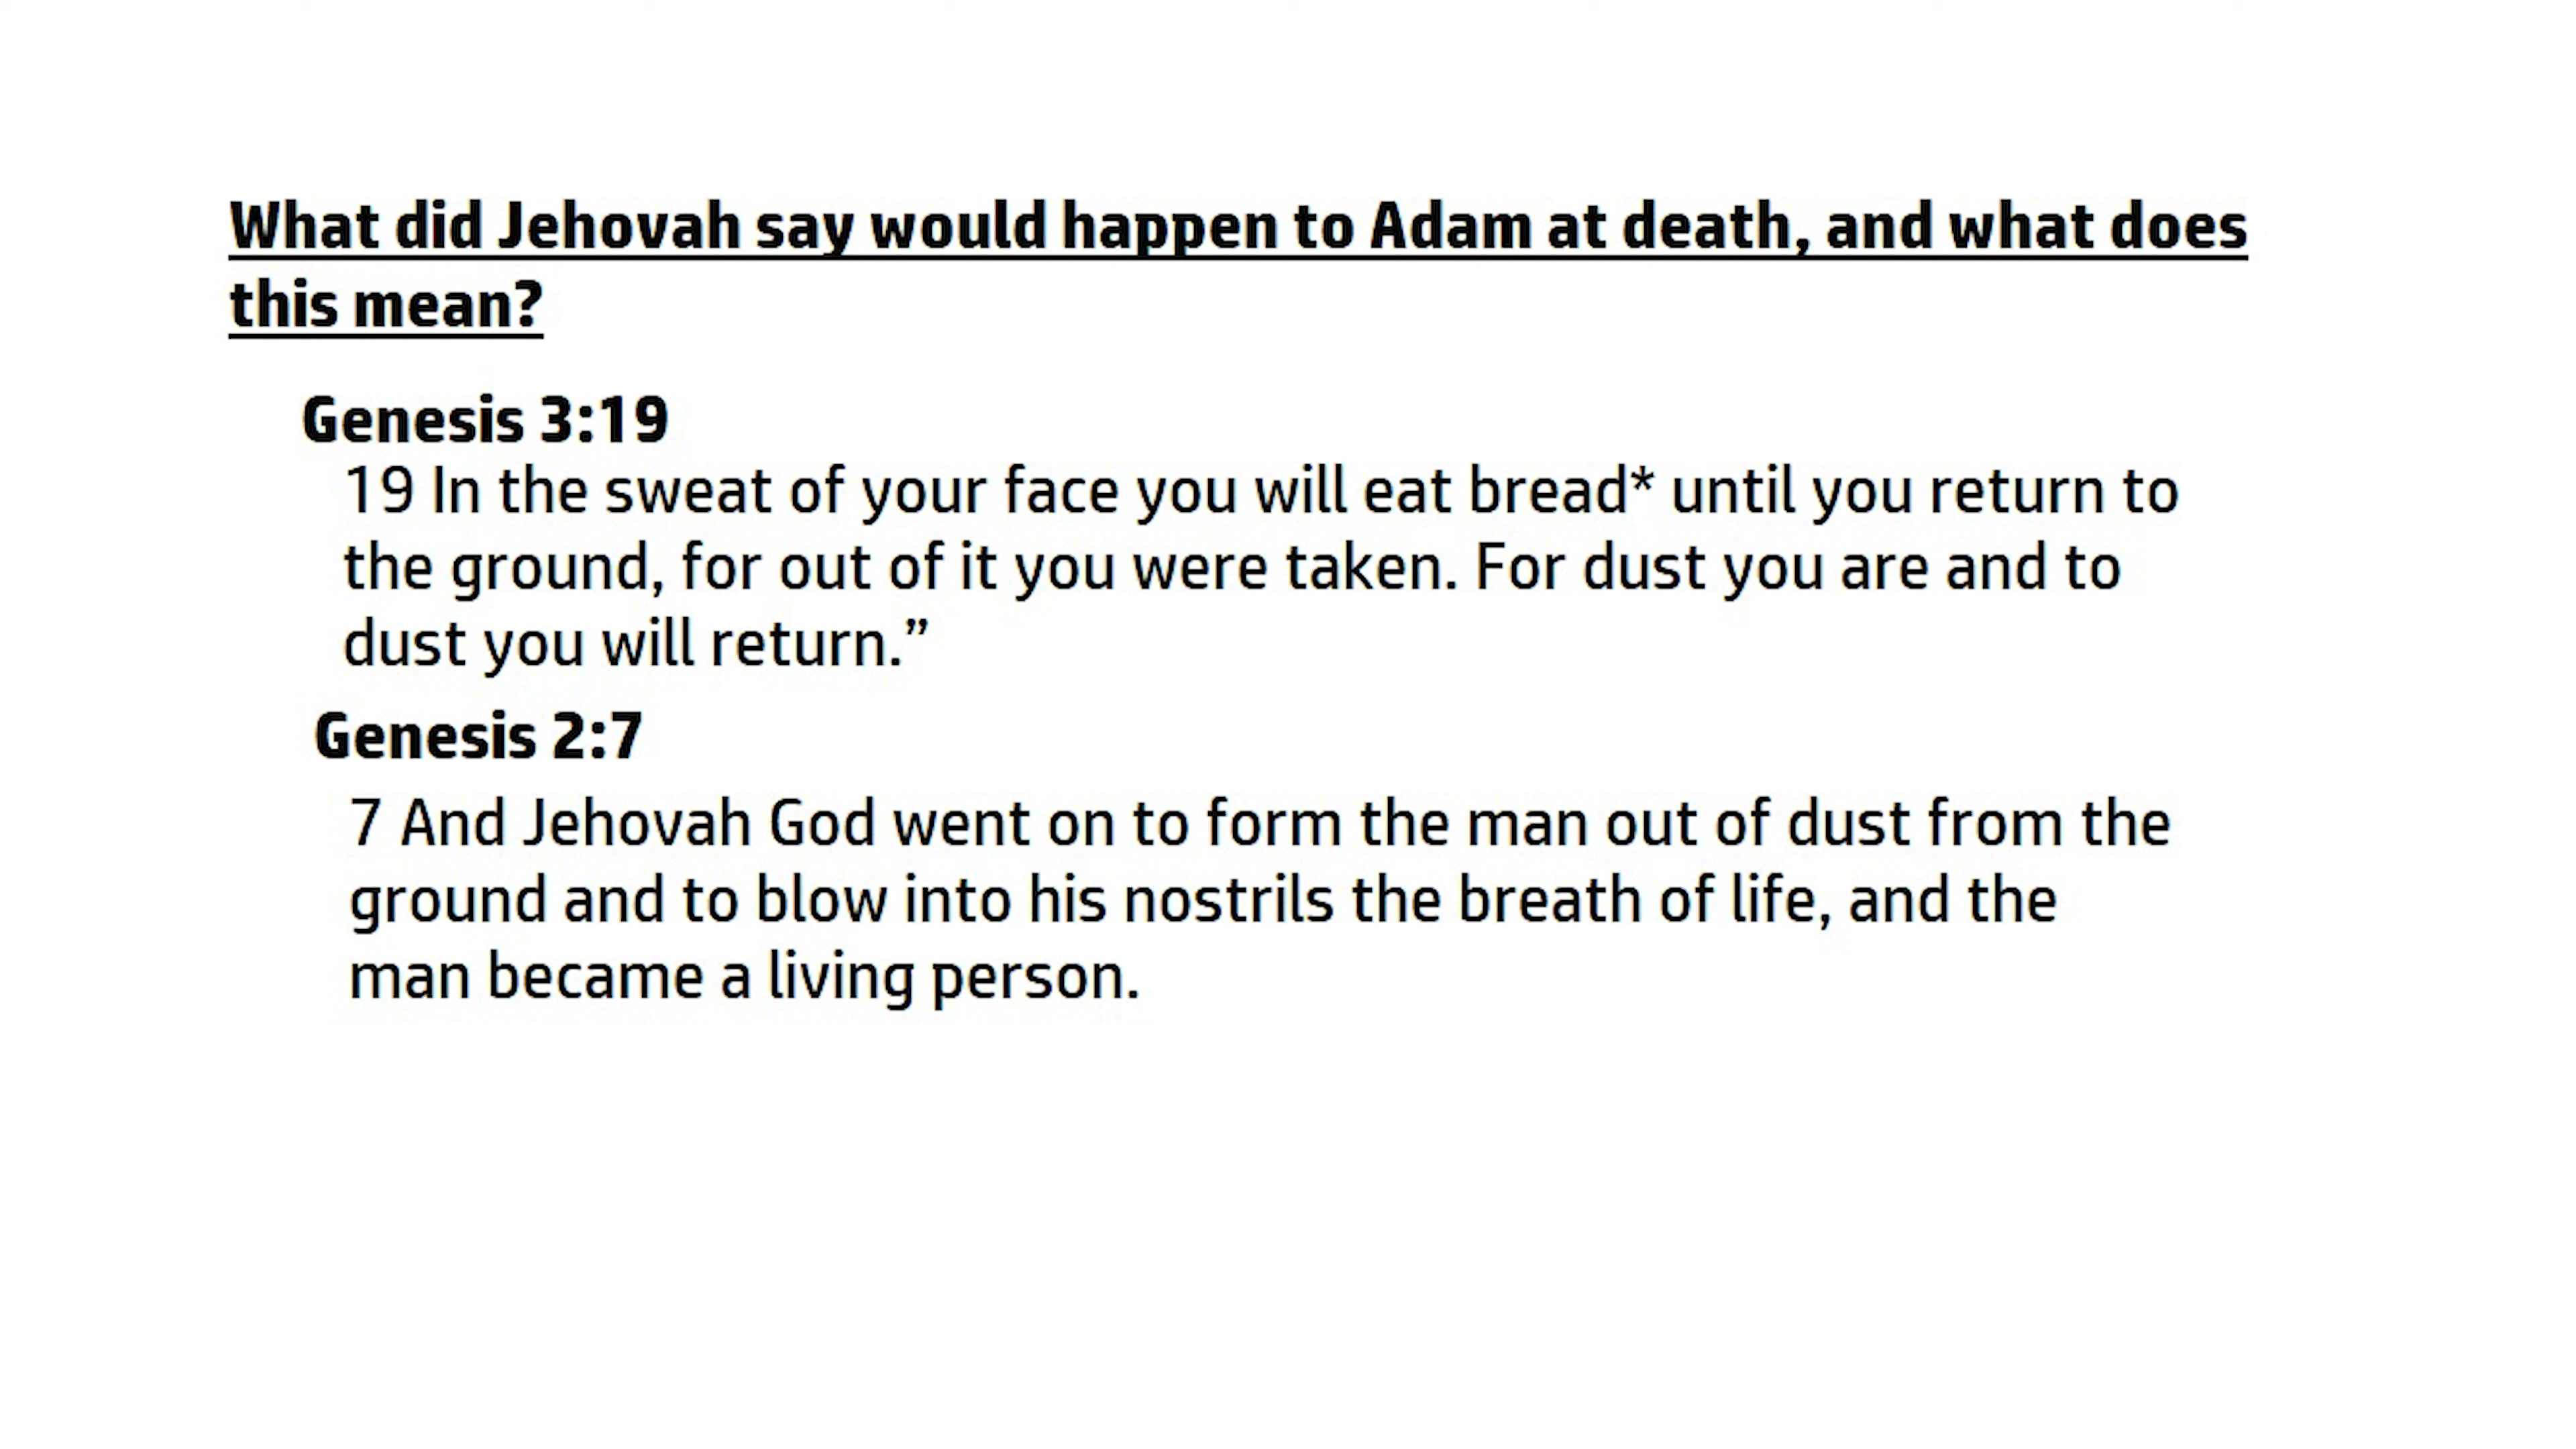 What did Jehovah say would happen to Adam at death, and what does
this mean?
Genesis 3:19
19 In the sweat of your face you will eat bread* until you return to
the ground, for out of it you were taken. For dust you are and to
dust you will return.”
Genesis 2:7
7 And Jehovah God went on to form the man out of dust from the
ground and to blow into his nostrils the breath of life, and the
man became a living person.